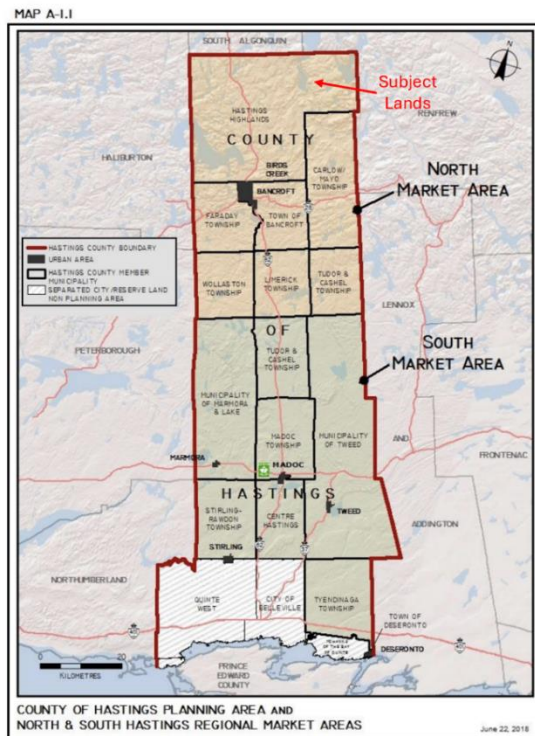 MAP A-1.1
SOUTH ALGONQUIN
N
Subject
Lands
HASTINGS
HIGHLANDS
RENFREW
COUNTY
HALIBURTON
BIRDS
CREEK
CARLOW/
MAYO
TOWNSHIP
NORTH
MARKET AREA
BANCROFT
FARADAY
TOWNSHIP
TOWN OF
BANCROFT
HASTINGS COUNTY BOUNDARY
URBAN AREA
HASTINGS COUNTY MEMBER
MUNICIPALITY
SEPARATED CITY/RESERVE LAND
NON PLANNING AREA
WOLLASTON
TOWNSHIP
LIMERICK
TOWNSHIP
TUDOR &
CASHEL
TOWNSHIP
LENNOX
OF
SOUTH
MARKET AREA
PETERBOROUGH
TUDOR &
CASHEL
TOWNSHIP
MUNICIPALITY
OF MARMORA
& LAKE
MADOC
TOWNSHIP
MUNICIPALITY
OF TWEED
AND
FRONTENAC
MARMORA
MADOC
HASTINGS
STIRLING-
RAWDON
TOWNSHIP
CENTRE
HASTINGS
TWEED
ADDINGTON
STIRLING
NORTHUMBERLAND
QUINTE
WEST
CITY OF
BELLEVILLE
TYENDINAGA
TOWNSHIP
TOWN OF
DESERONTO
DESERONTO
0 20
KILOMETRES
PRINCE
EDWARD
COUNTY
COUNTY OF HASTINGS PLANNING AREA AND
NORTH & SOUTH HASTINGS REGIONAL MARKET AREAS
June 22, 2018